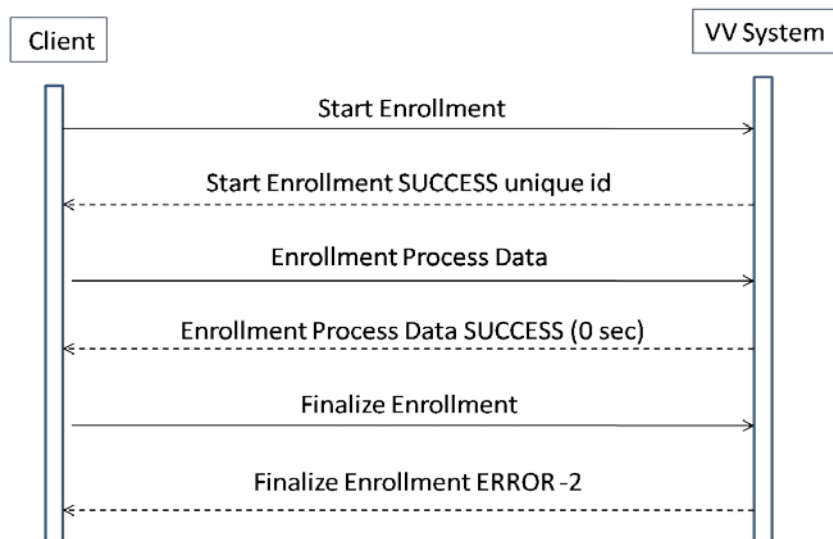 Client
VV System
Start Enrollment
Start Enrollment SUCCESS unique id
Enrollment Process Data
Enrollment Process Data SUCCESS (0 sec)
Finalize Enrollment
Finalize Enrollment ERROR -2